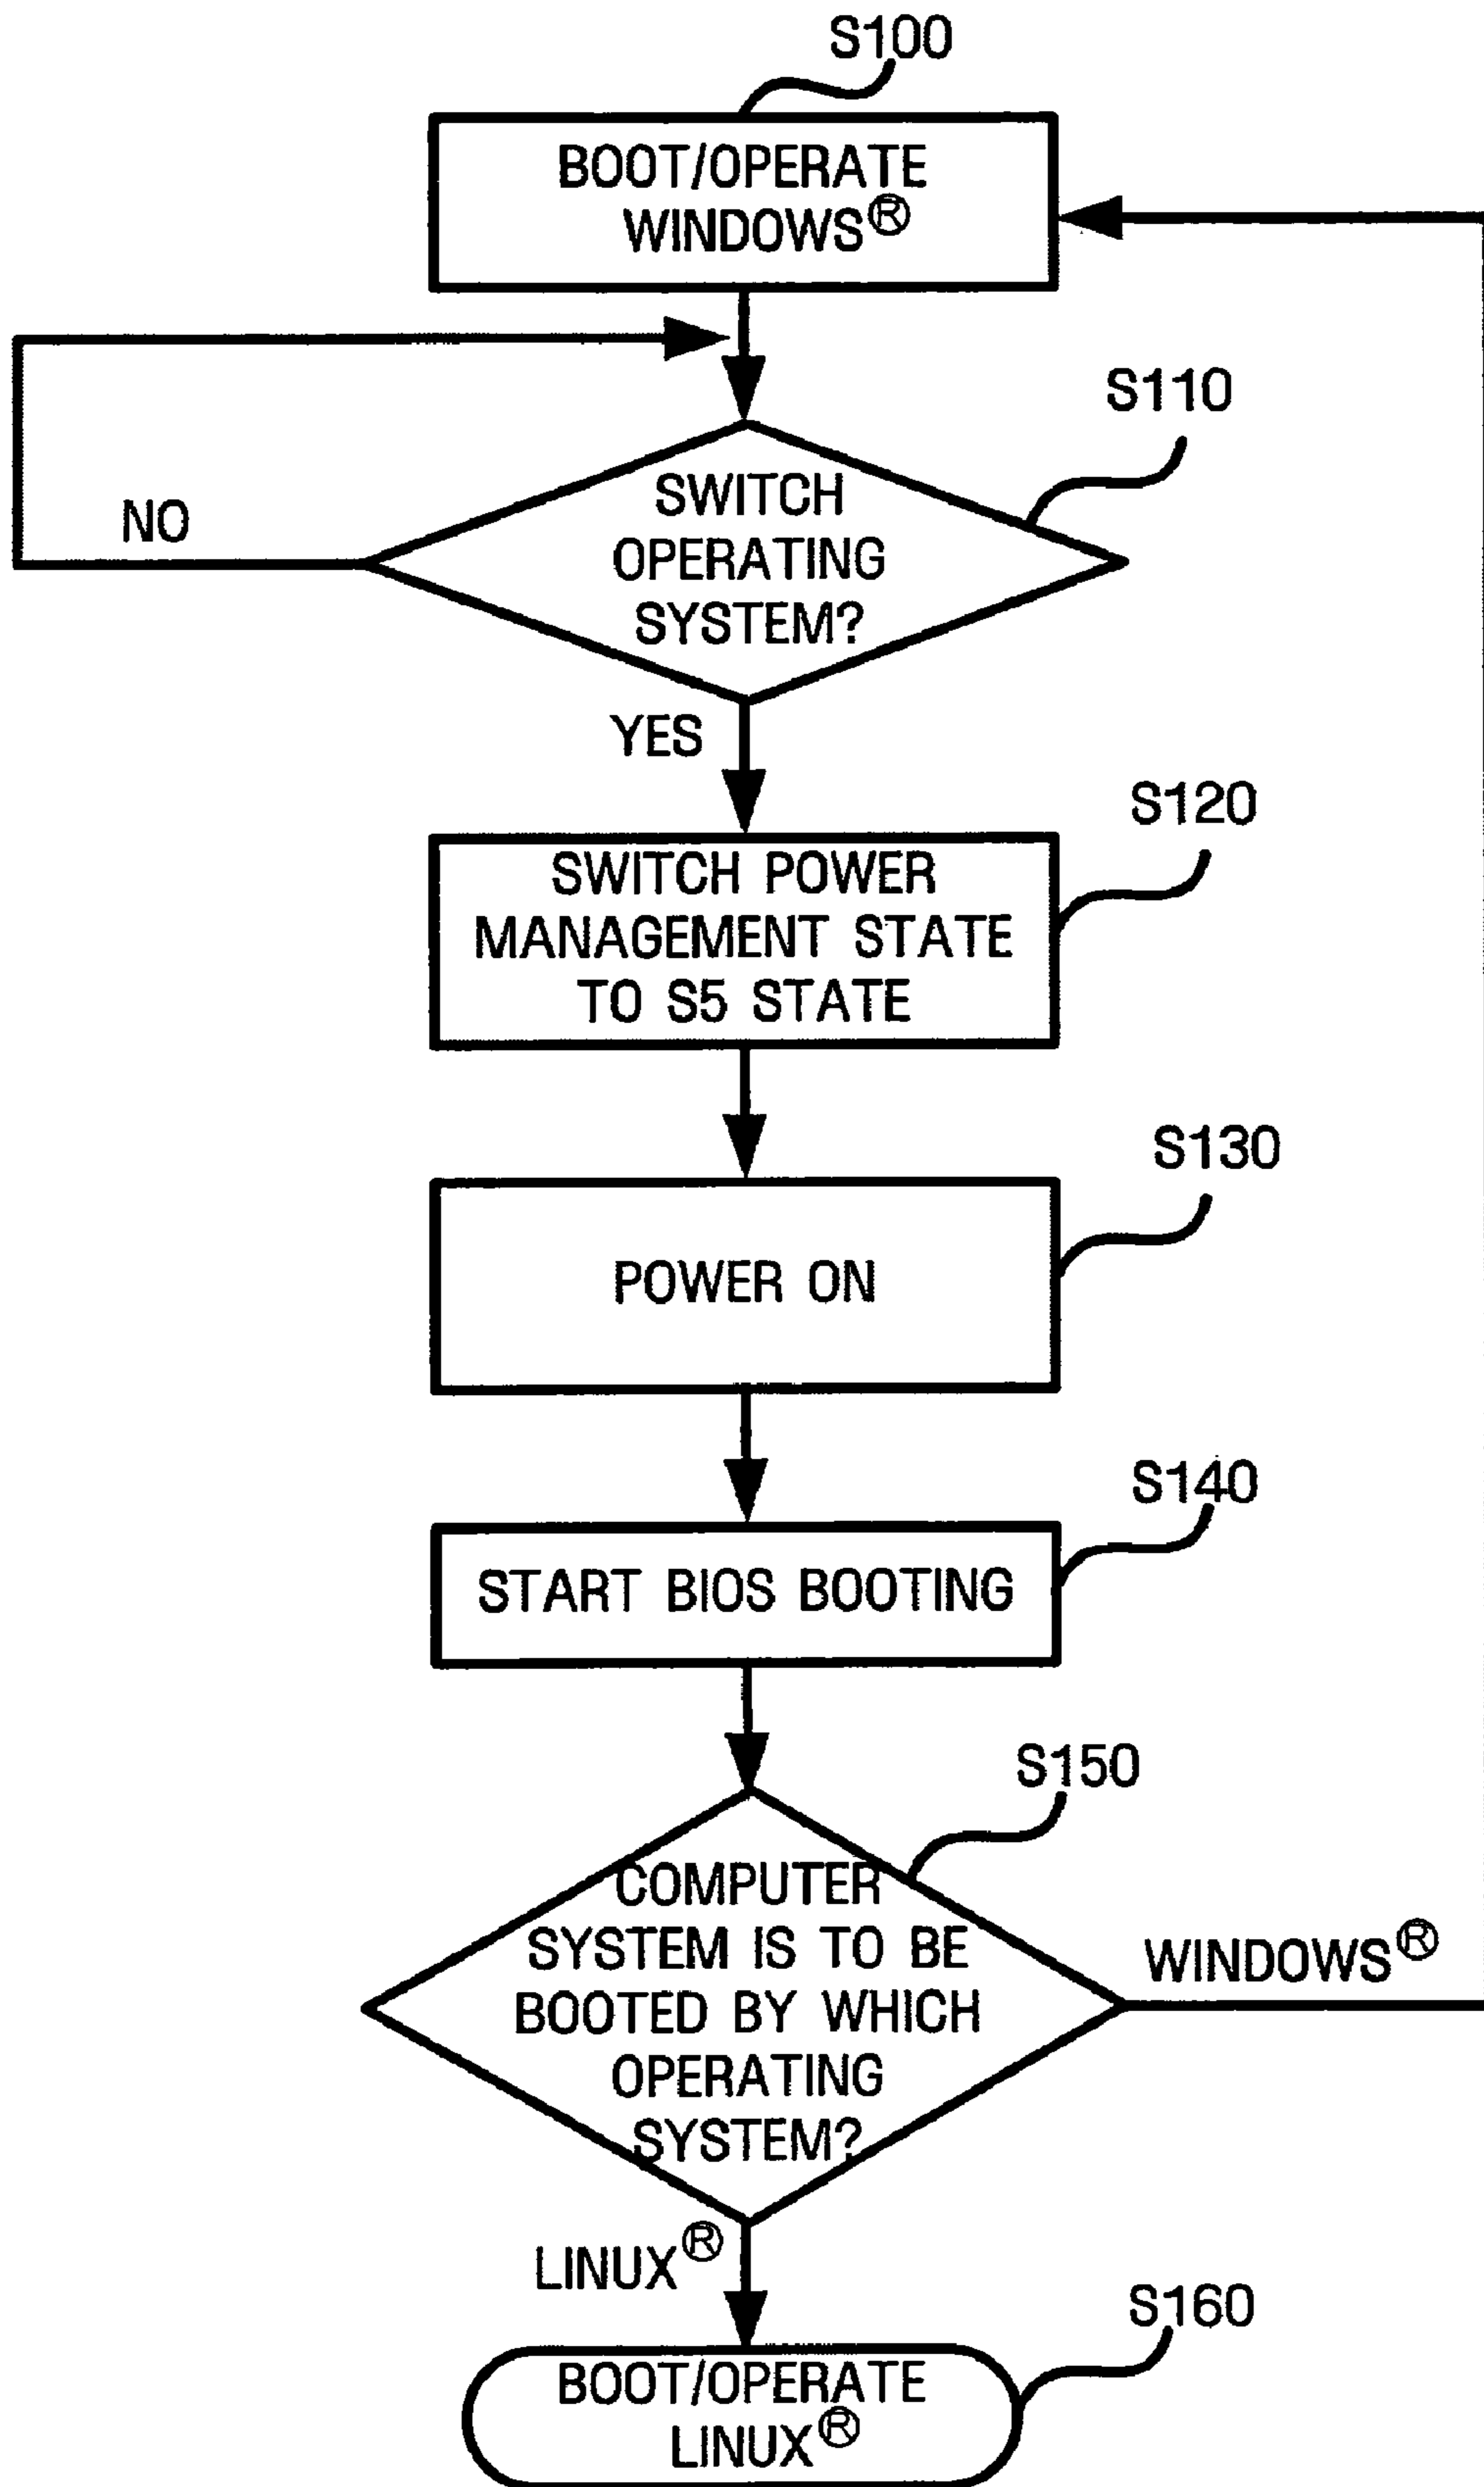 S100
BOOT/OPERATE
WINDOWS®
S110
SWITCH
OPERATING
SYSTEM?
NO
YES
S120
SWITCH POWER
MANAGEMENT STATE
TO S5 STATE
S130
POWER ON
S140
START BIOS BOOTING
S150
COMPUTER
SYSTEM IS TO BE
BOOTED BY WHICH
OPERATING
SYSTEM?
WINDOWS®
LINUX®
S160
BOOT/OPERATE
LINUX®